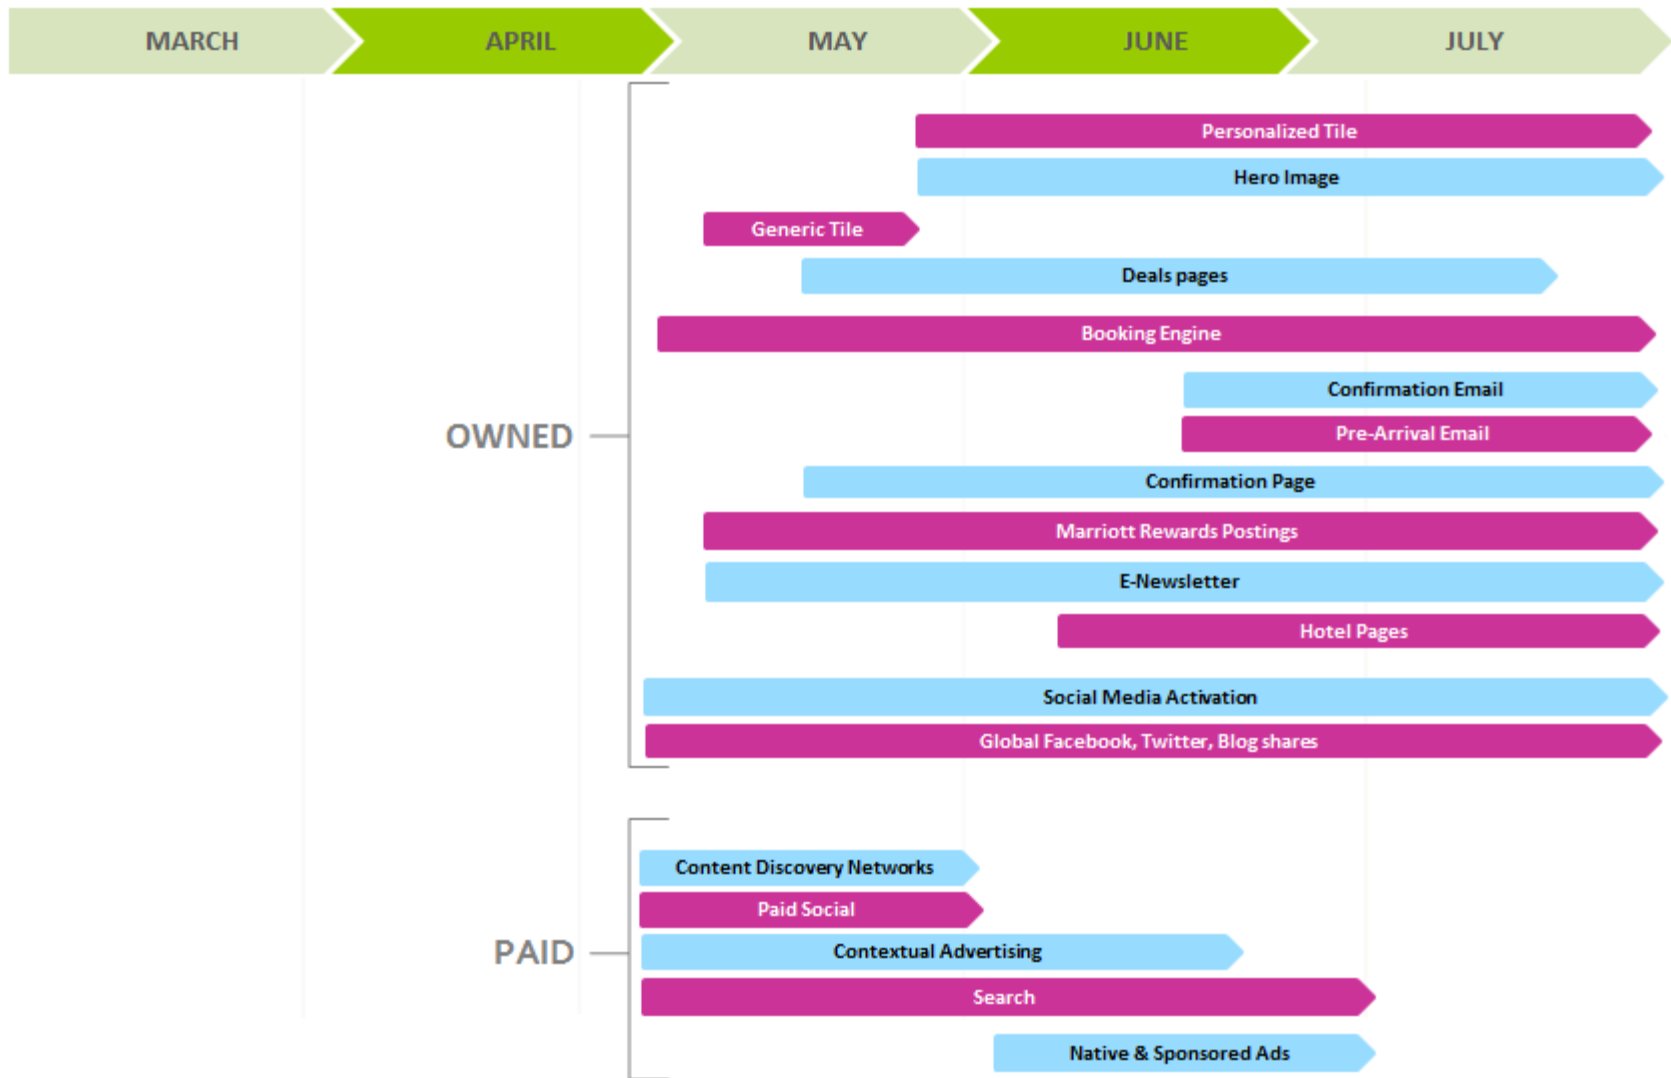 MARCH
APRIL
MAY
JUNE
JULY
Personalized Tile
Hero Image
Generic Tile
Deals pages
Booking Engine
Confirmation Email
OWNED
Pre-Arrival Email
Confirmation Page
Marriott Rewards Postings
E-Newsletter
Hotel Pages
Social Media Activation
Global Facebook, Twitter, Blog shares
Content Discovery Networks
Paid Social
PAID
Contextual Advertising
Search
Native & Sponsored Ads